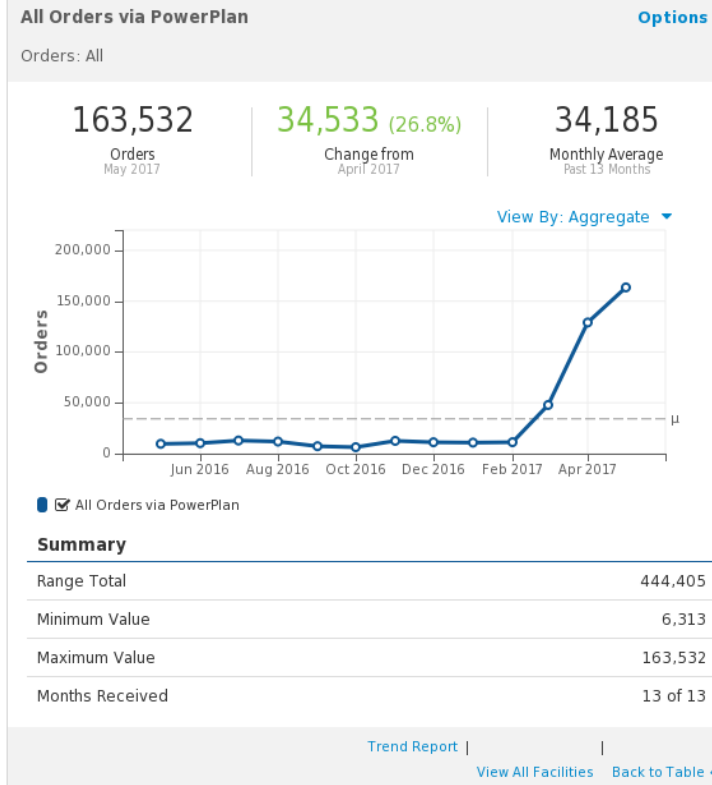 All Orders via PowerPlan
Options
Orders: All
163,532
34,533 (26.8%)
34,185
Orders
Change from
Monthly Average
May 2017
April 2017
Past 13 Months
View By: Aggregate
200,000
150,000
100,000
50,000
0
Orders
μ
Jun 2016 Aug 2016 Oct 2016 Dec 2016 Feb 2017 Apr 2017
All Orders via PowerPlan
Summary
Range Total 444,405
Minimum Value 6,313
Maximum Value 163,532
Months Received 13 of 13
Trend Report | |
View All Facilities Back to Table